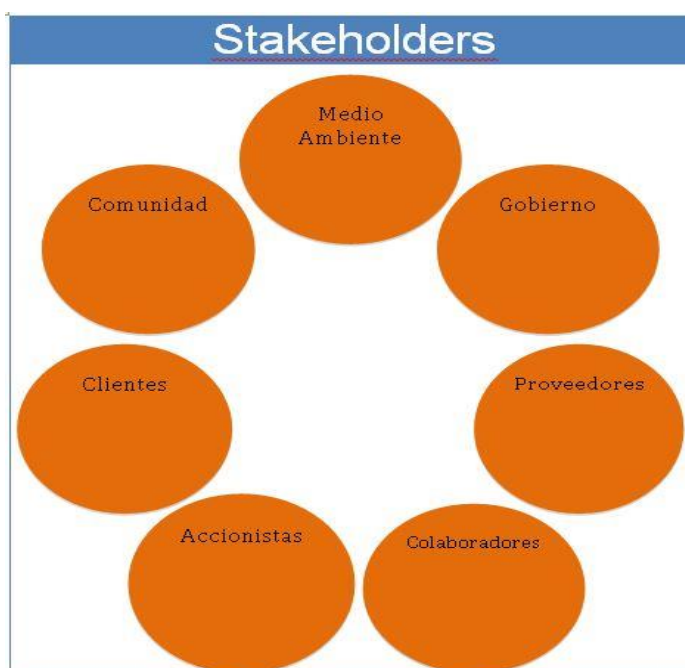 Stakeholders
Medio
Ambiente
Comunidad
Gobierno
Clientes
Proveedores
Accionistas
Colaboradores